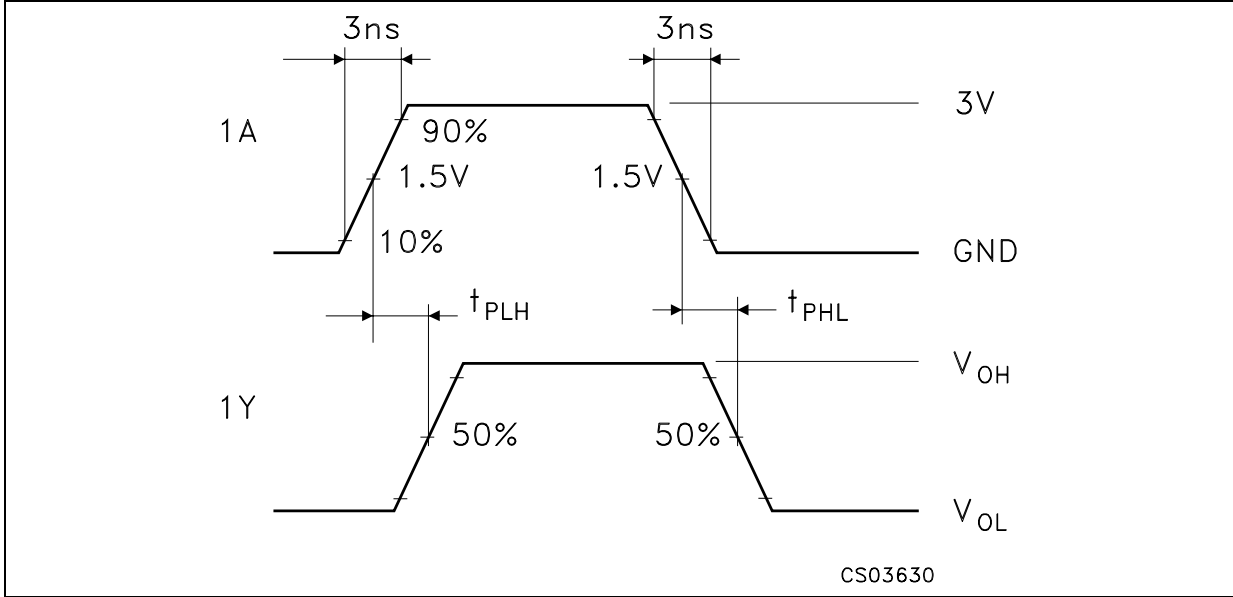 3ns 3ns
3V
1A
90%
1.5V 1.5V
10%
GND
tPLH tPHL
VOH
1Y
50% 50%
VOL
CS03630